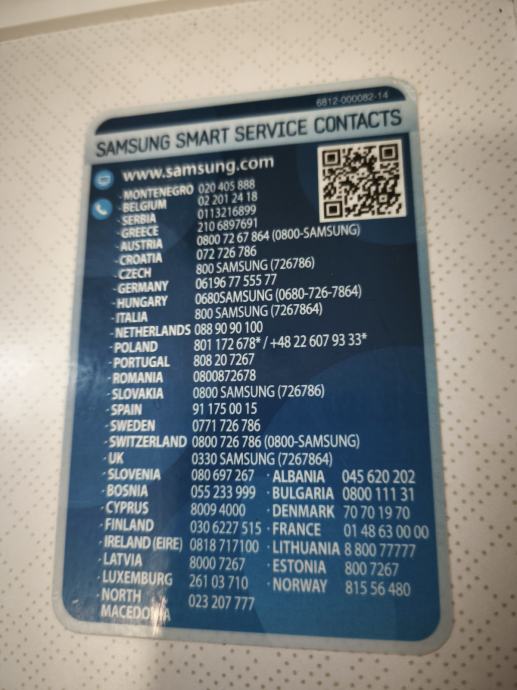 6812-000082-14
SAMSUNG SMART SERVICE CONTACTS
www.samsung.com
· MONTENEGRO 020 405 888
· BELGIUM 02 201 24 18
· SERBIA 0113216899
· GREECE 210 6897691
· AUSTRIA 0800 72 67 864 (0800-SAMSUNG)
· CROATIA 072 726 786
· CZECH 800 SAMSUNG (726786)
· GERMANY 06196 77 555 77
· HUNGARY 0680SAMSUNG (0680-726-7864)
· ITALIA 800 SAMSUNG (7267864)
· NETHERLANDS 088 90 90 100
· POLAND 801 172 678* / +48 22 607 93 33*
· PORTUGAL 808 20 7267
· ROMANIA 0800872678
· SLOVAKIA 0800 SAMSUNG (726786)
· SPAIN 91 175 00 15
· SWEDEN 0771 726 786
· SWITZERLAND 0800 726 786 (0800-SAMSUNG)
· UK 0330 SAMSUNG (7267864)
· SLOVENIA 080 697 267 · ALBANIA 045 620 202
· BOSNIA 055 233 999 · BULGARIA 0800 111 31
· CYPRUS 8009 4000 · DENMARK 70 70 19 70
· FINLAND 030 6227 515 · FRANCE 01 48 63 00 00
· IRELAND (EIRE) 0818 717100 · LITHUANIA 8 800 77777
· LATVIA 8000 7267 · ESTONIA 800 7267
· LUXEMBURG 261 03 710 · NORWAY 815 56 480
· NORTH
MACEDONIA 023 207 777